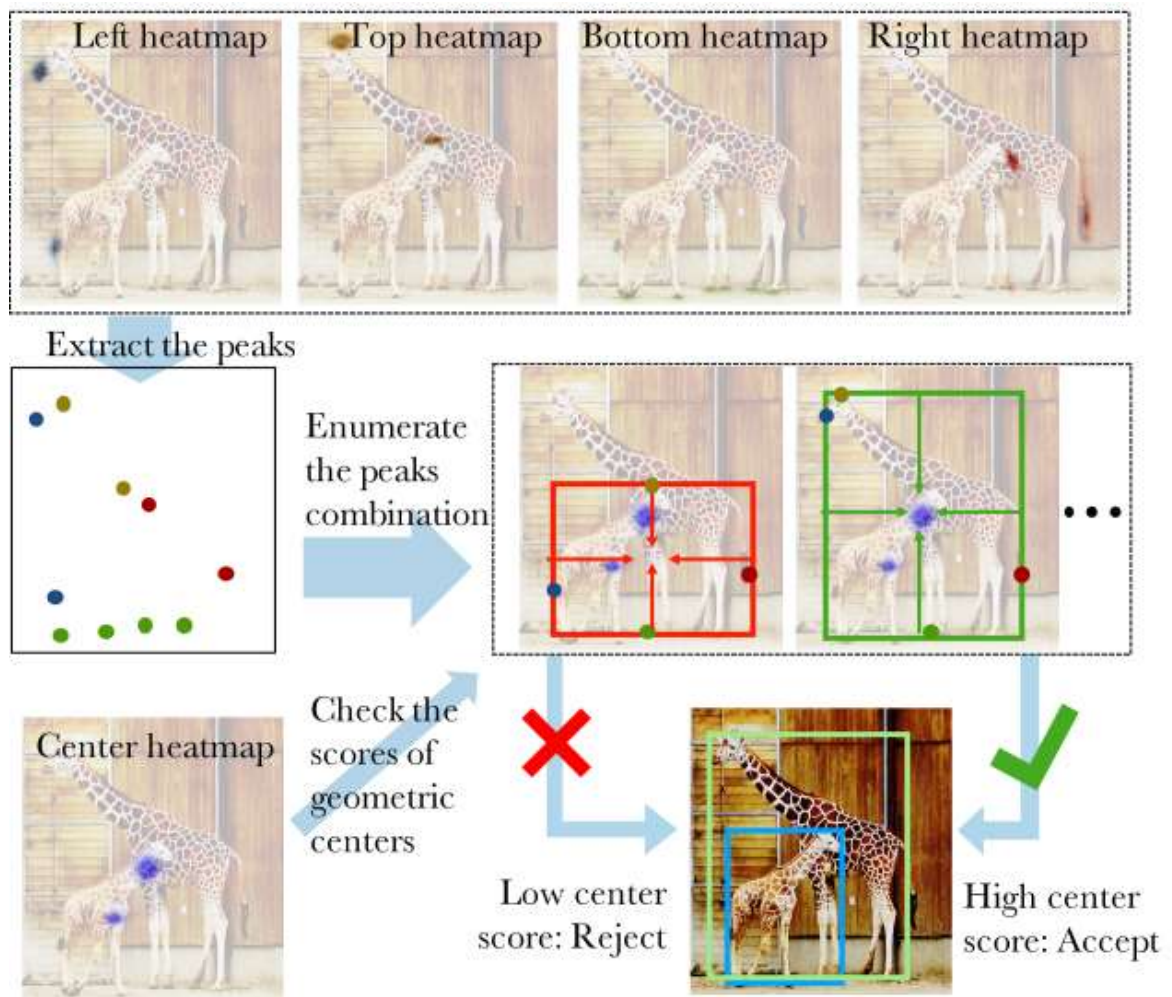 Left heatmap
Top heatmap
Bottom heatmap
Right heatmap
Extract the peaks
Enumerate
the peaks
combination
Center heatmap
Check the
scores of
geometric
centers
Low center
score: Reject
High center
score: Accept